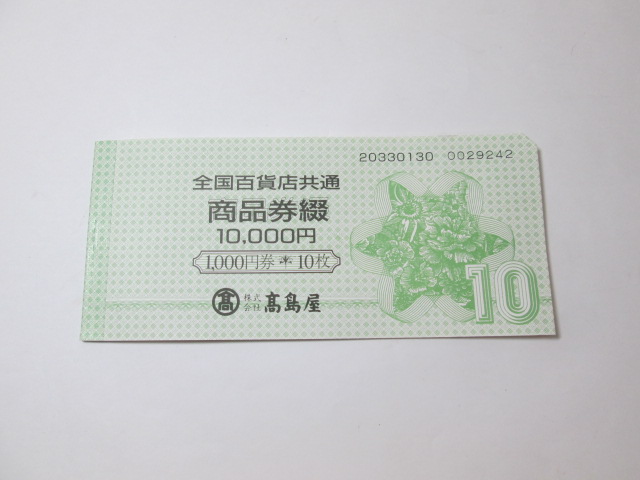 20330130 0029242
全国百貨店共通
商品券綴
10,000円
1,000円券＊10枚
髙 株式会社 髙島屋
10